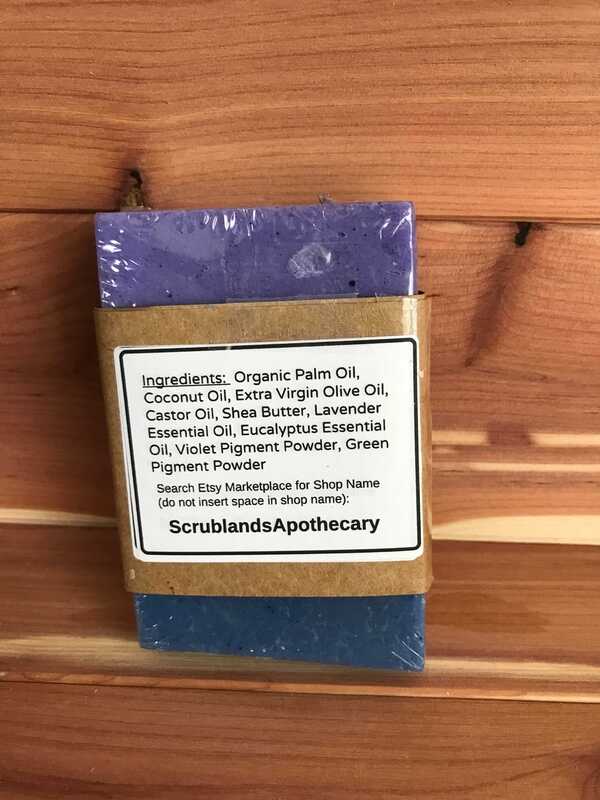 Ingredients: Organic Palm Oil,
Coconut Oil, Extra Virgin Olive Oil,
Castor Oil, Shea Butter, Lavender
Essential Oil, Eucalyptus Essential
Oil, Violet Pigment Powder, Green
Pigment Powder
Search Etsy Marketplace for Shop Name
(do not insert space in shop name):
ScrublandsApothecary